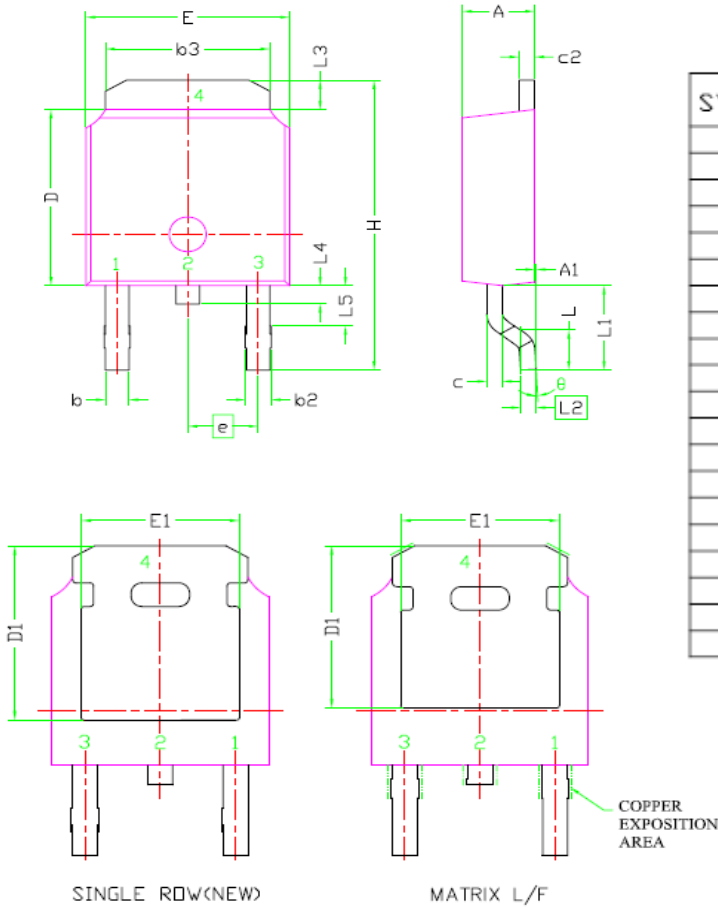 E
b3
L3
4
D
H
L4
L5
1 2 3
b
e
b2
A
c2
A1
L
L1
c
θ
L2
S
E1
4
D1
3 2 1
SINGLE ROW(NEW)
E1
4
D1
3 2 1
COPPER
EXPOSITION
AREA
MATRIX L/F